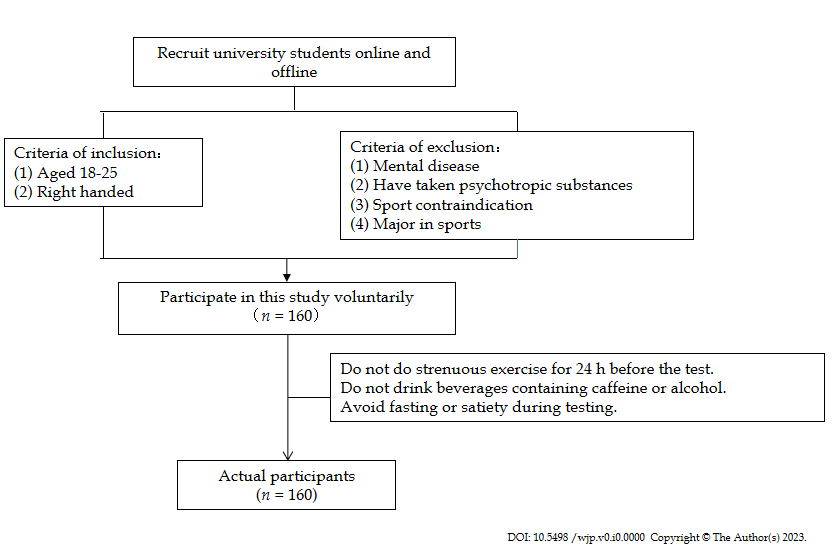 Recruit university students online and
offline
Criteria of inclusion：
(1) Aged 18-25
(2) Right handed
Criteria of exclusion：
(1) Mental disease
(2) Have taken psychotropic substances
(3) Sport contraindication
(4) Major in sports
Participate in this study voluntarily
（n = 160）
Do not do strenuous exercise for 24 h before the test.
Do not drink beverages containing caffeine or alcohol.
Avoid fasting or satiety during testing.
Actual participants
(n = 160)
DOI: 10.5498 /wjp.v0.i0.0000 Copyright © The Author(s) 2023.